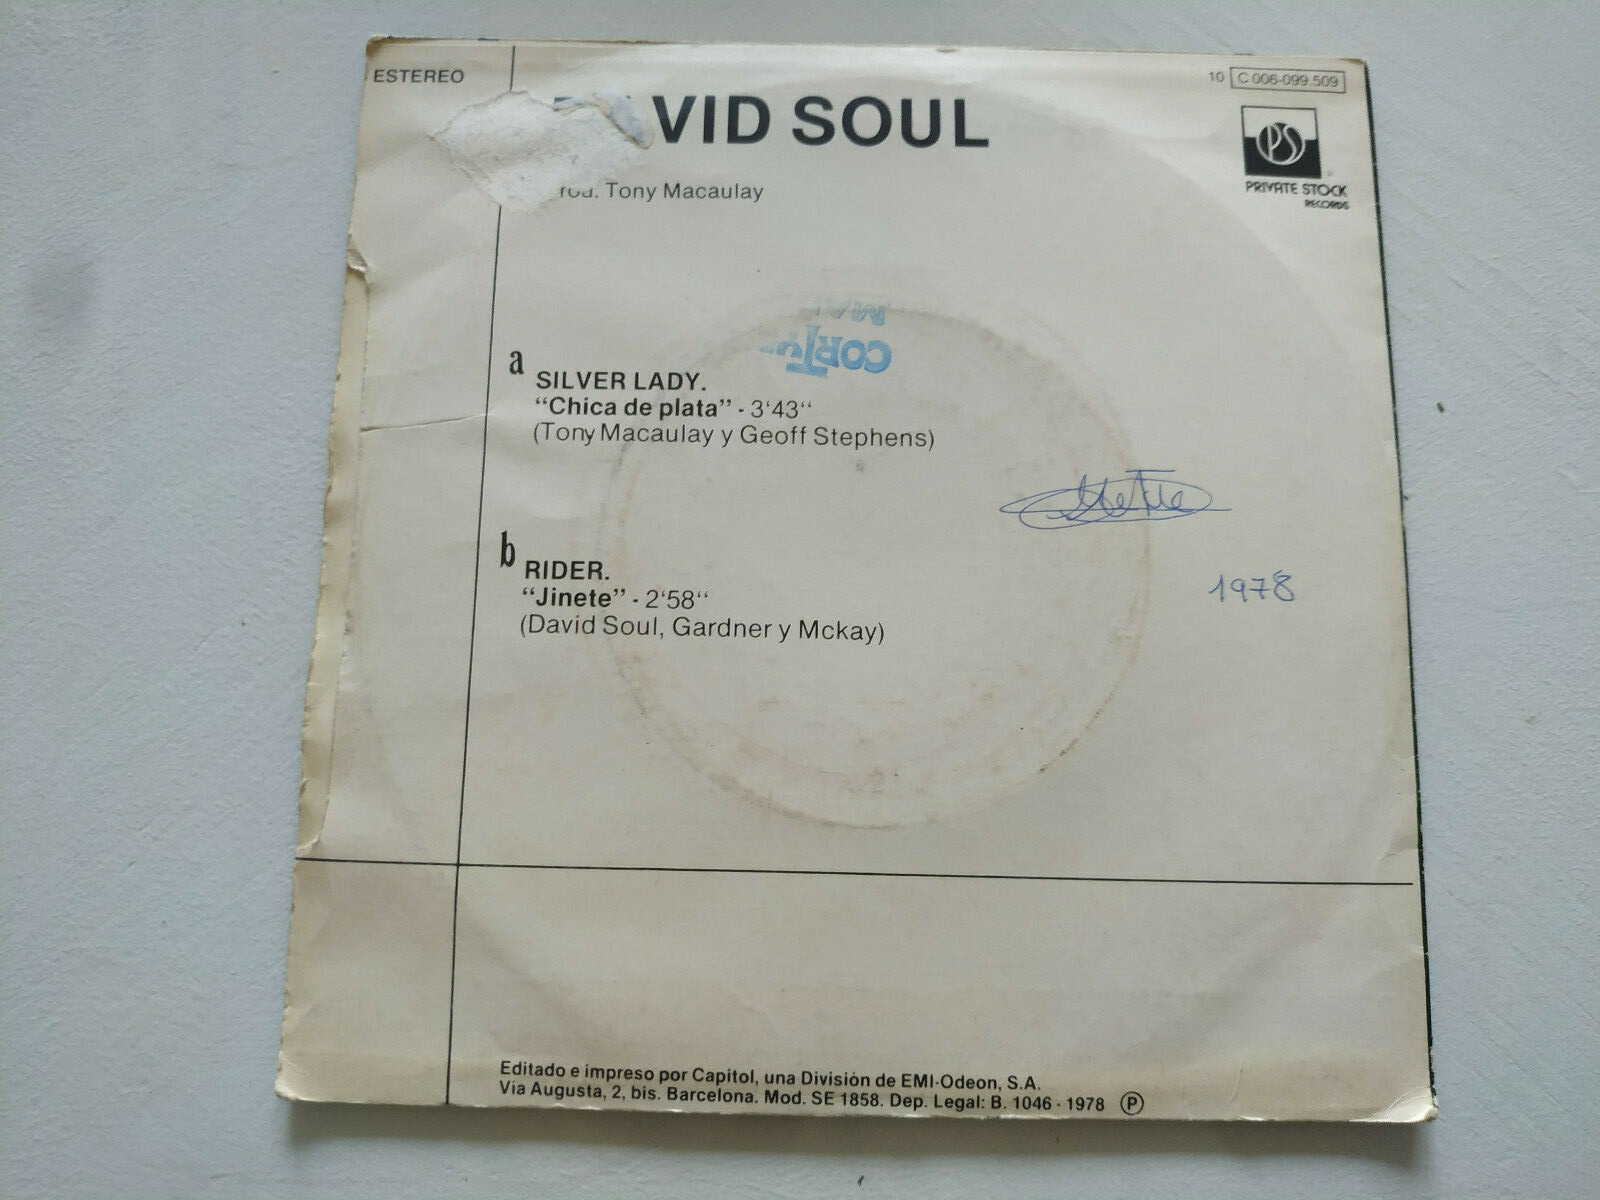 ESTEREO
10 C 006-099.509
VID SOUL
PS
Tony Macaulay
PRIVATE STOCK
RECORDS
a
SILVER LADY.
“Chica de plata” - 3‘43“
(Tony Macaulay y Geoff Stephens)
b
RIDER.
“Jinete” - 2‘58“
(David Soul, Gardner y Mckay)
1978
Editado e impreso por Capitol, una División de EMI-Odeon, S.A.
Via Augusta, 2, bis. Barcelona. Mod. SE 1858. Dep. Legal: B. 1046 - 1978 Ⓟ